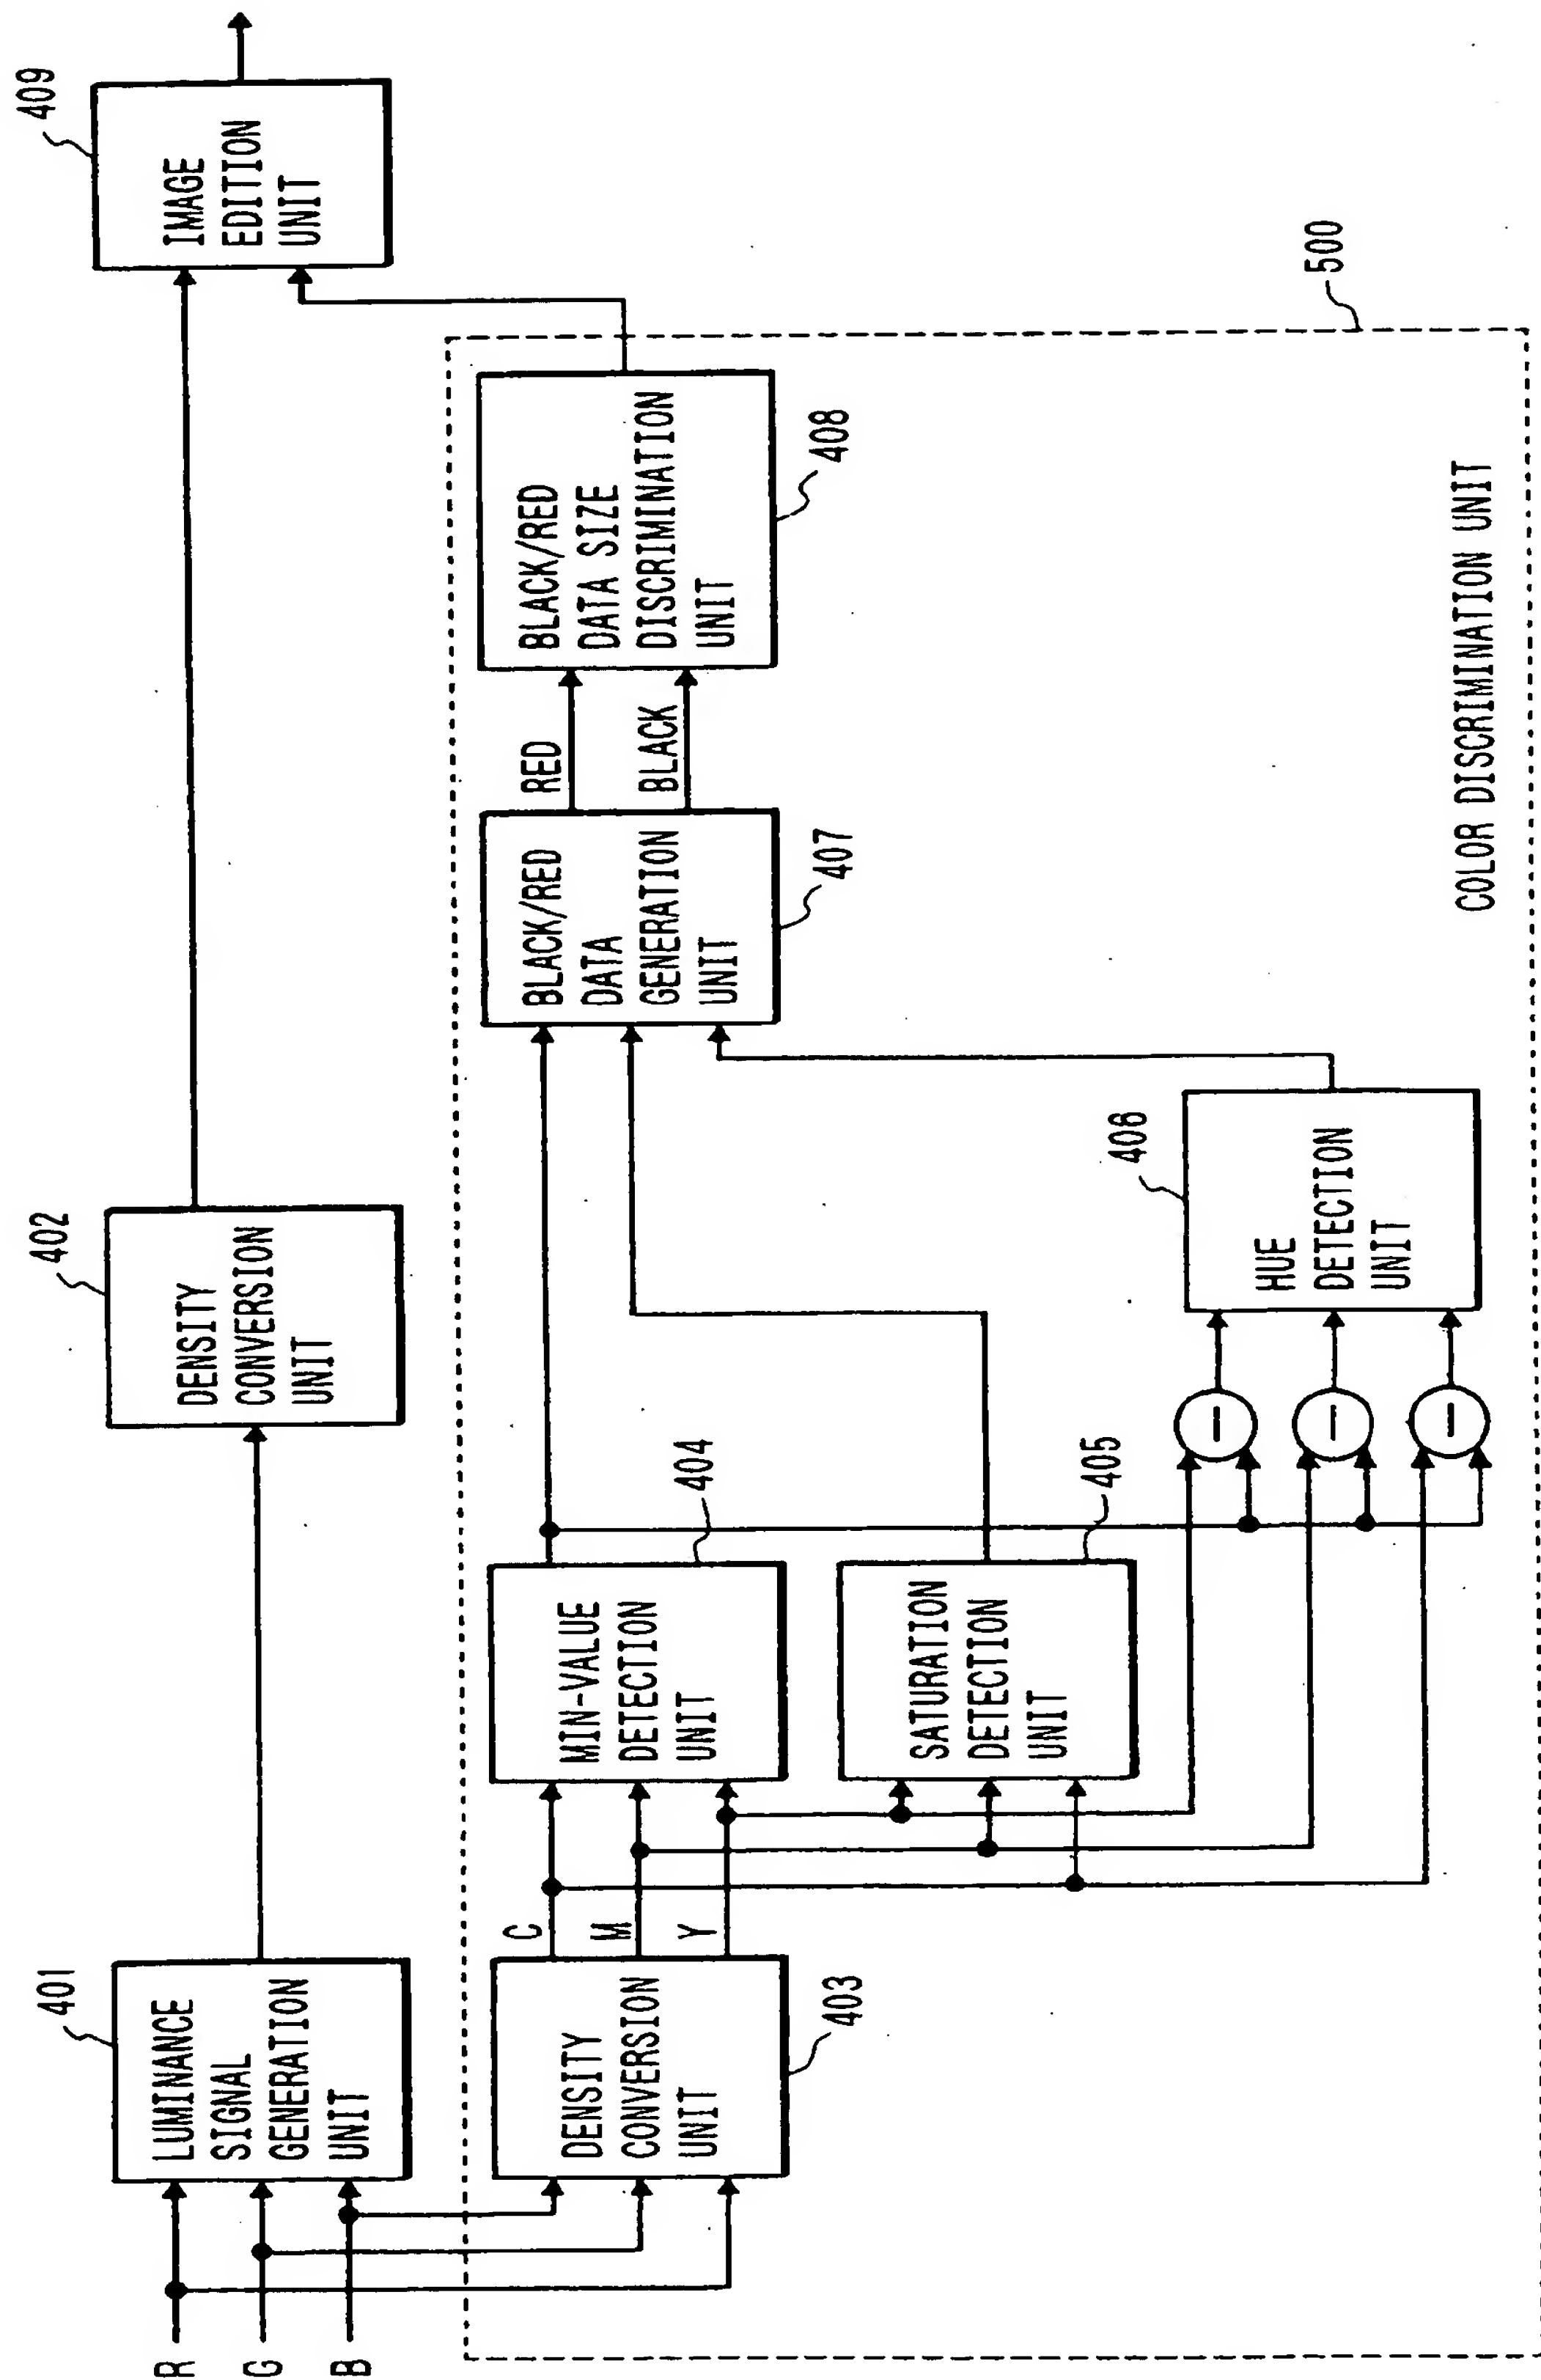 R
G
B
401
LUMINANCE
SIGNAL
GENERATION
UNIT
402
DENSITY
CONVERSION
UNIT
409
IMAGE
EDITION
UNIT
DENSITY
CONVERSION
UNIT
403
C
M
Y
MIN-VALUE
DETECTION
UNIT
404
SATURATION
DETECTION
UNIT
405
HUE
DETECTION
UNIT
406
BLACK/RED
DATA
GENERATION
UNIT
407
RED
BLACK
BLACK/RED
DATA SIZE
DISCRIMINATION
UNIT
408
COLOR DISCRIMINATION UNIT
500